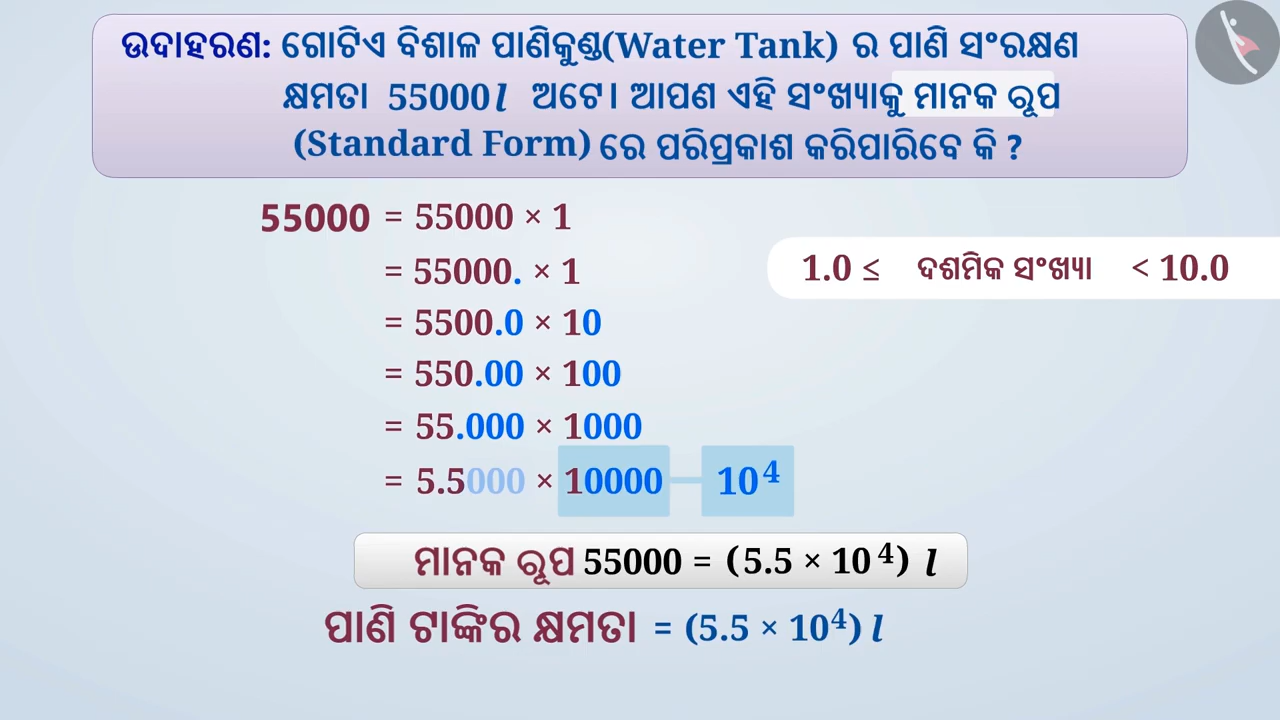 ଉଦାହରଣ: ଗୋଟିଏ ବିଶାଳ ପାଣିକୁଣ୍ଡ(Water Tank) ର ପାଣି ସଂରକ୍ଷଣ
କ୍ଷମତା 55000 l ଅଟେ। ଆପଣ ଏହି ସଂଖ୍ୟାକୁ ମାନକ ରୂପ
(Standard Form) ରେ ପରିପ୍ରକାଶ କରିପାରିବେ କି ?
55000 = 55000 × 1
= 55000. × 1
1.0 ≤ ଦଶମିକ ସଂଖ୍ୟା < 10.0
= 5500.0 × 10
= 550.00 × 100
= 55.000 × 1000
= 5.5000 × 10000 — 10⁴
ମାନକ ରୂପ 55000 = (5.5 × 10⁴) l
ପାଣି ଟାଙ୍କିର କ୍ଷମତା = (5.5 × 10⁴) l